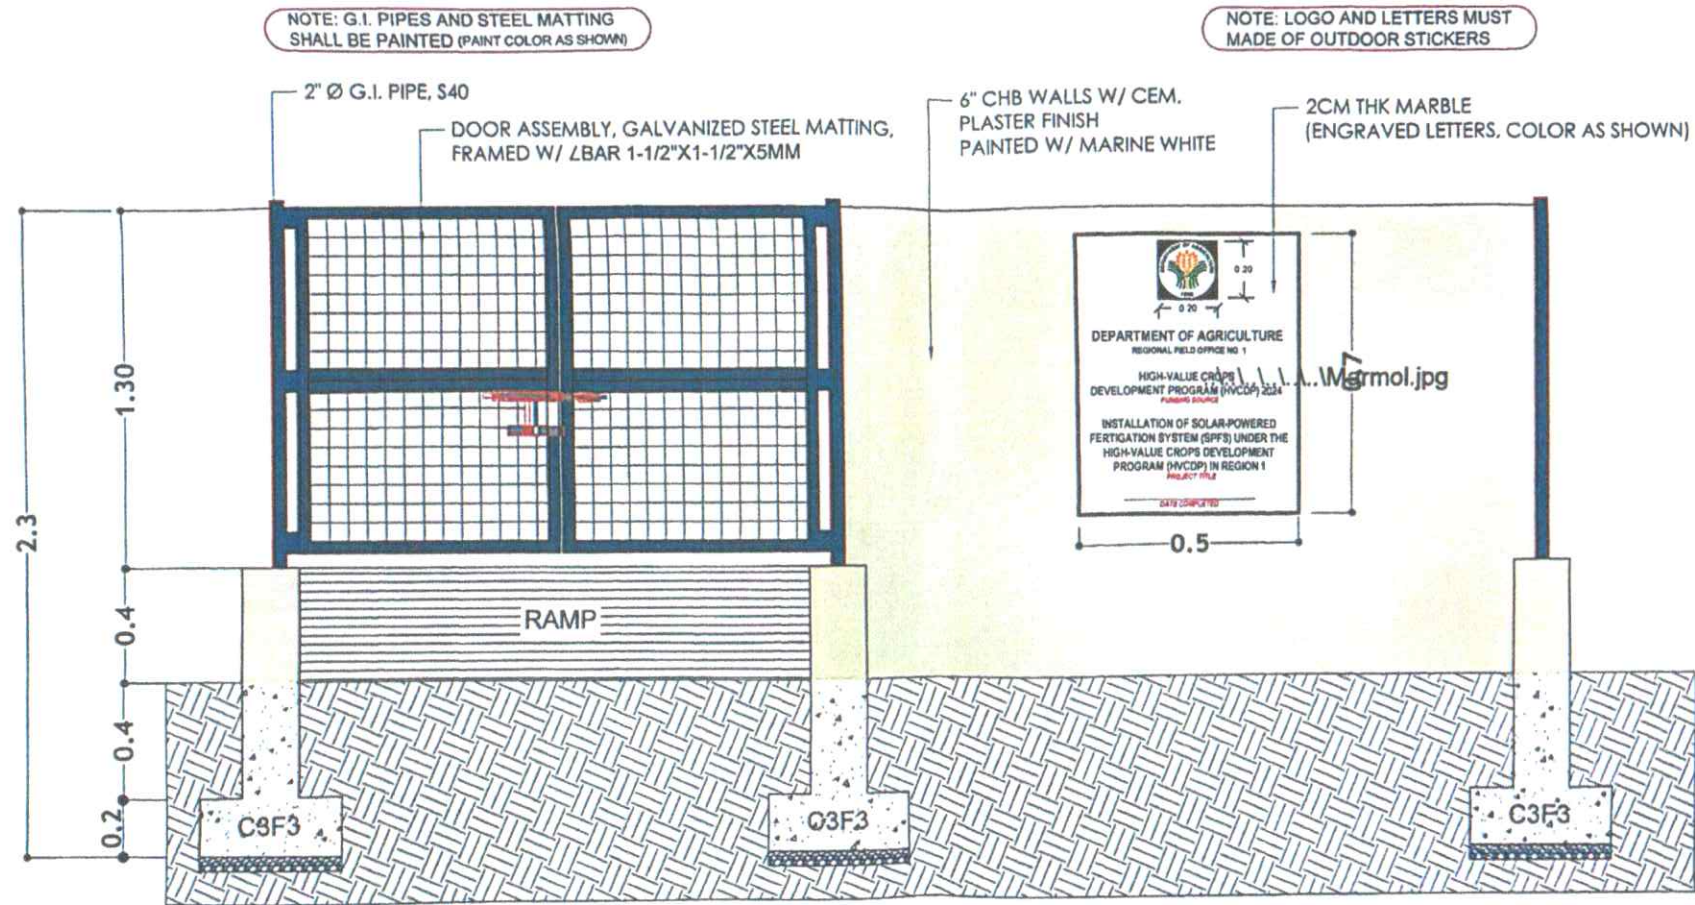 NOTE: G.I. PIPES AND STEEL MATTING
SHALL BE PAINTED (PAINT COLOR AS SHOWN)
NOTE: LOGO AND LETTERS MUST
MADE OF OUTDOOR STICKERS
2" Ø G.I. PIPE, S40
DOOR ASSEMBLY, GALVANIZED STEEL MATTING,
FRAMED W/ ∠BAR 1-1/2"X1-1/2"X5MM
6" CHB WALLS W/ CEM.
PLASTER FINISH
PAINTED W/ MARINE WHITE
2CM THK MARBLE
(ENGRAVED LETTERS, COLOR AS SHOWN)
2.3
1.30
0.4
0.4
0.2
RAMP
0.20
0.20
DEPARTMENT OF AGRICULTURE
REGIONAL FIELD OFFICE NO. 1
HIGH-VALUE CROPS
DEVELOPMENT PROGRAM (HVCDP) 2024
FUNDING SOURCE
INSTALLATION OF SOLAR-POWERED
FERTIGATION SYSTEM (SPFS) UNDER THE
HIGH-VALUE CROPS DEVELOPMENT
PROGRAM (HVCDP) IN REGION 1
PROJECT TITLE
DATE COMPLETED
Marmol.jpg
0.5
C3F3
C3F3
C3F3